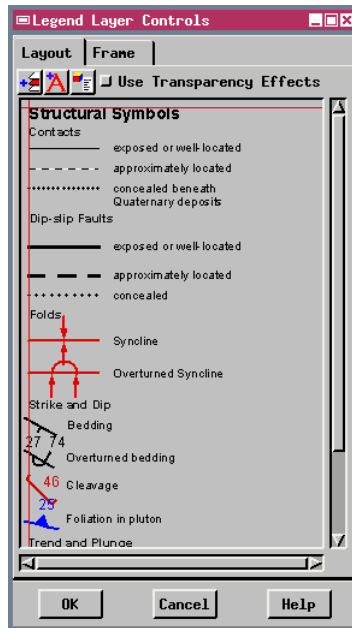 Legend Layer Controls
Layout Frame
Use Transparency Effects
Structural Symbols
Contacts
exposed or well-located
approximately located
concealed beneath
Quaternary deposits
Dip-slip Faults
exposed or well-located
approximately located
concealed
Folds
Syncline
Overturned Syncline
Strike and Dip
Bedding
27 74
Overturned bedding
46 Cleavage
25
Foliation in pluton
Trend and Plunge
OK Cancel Help